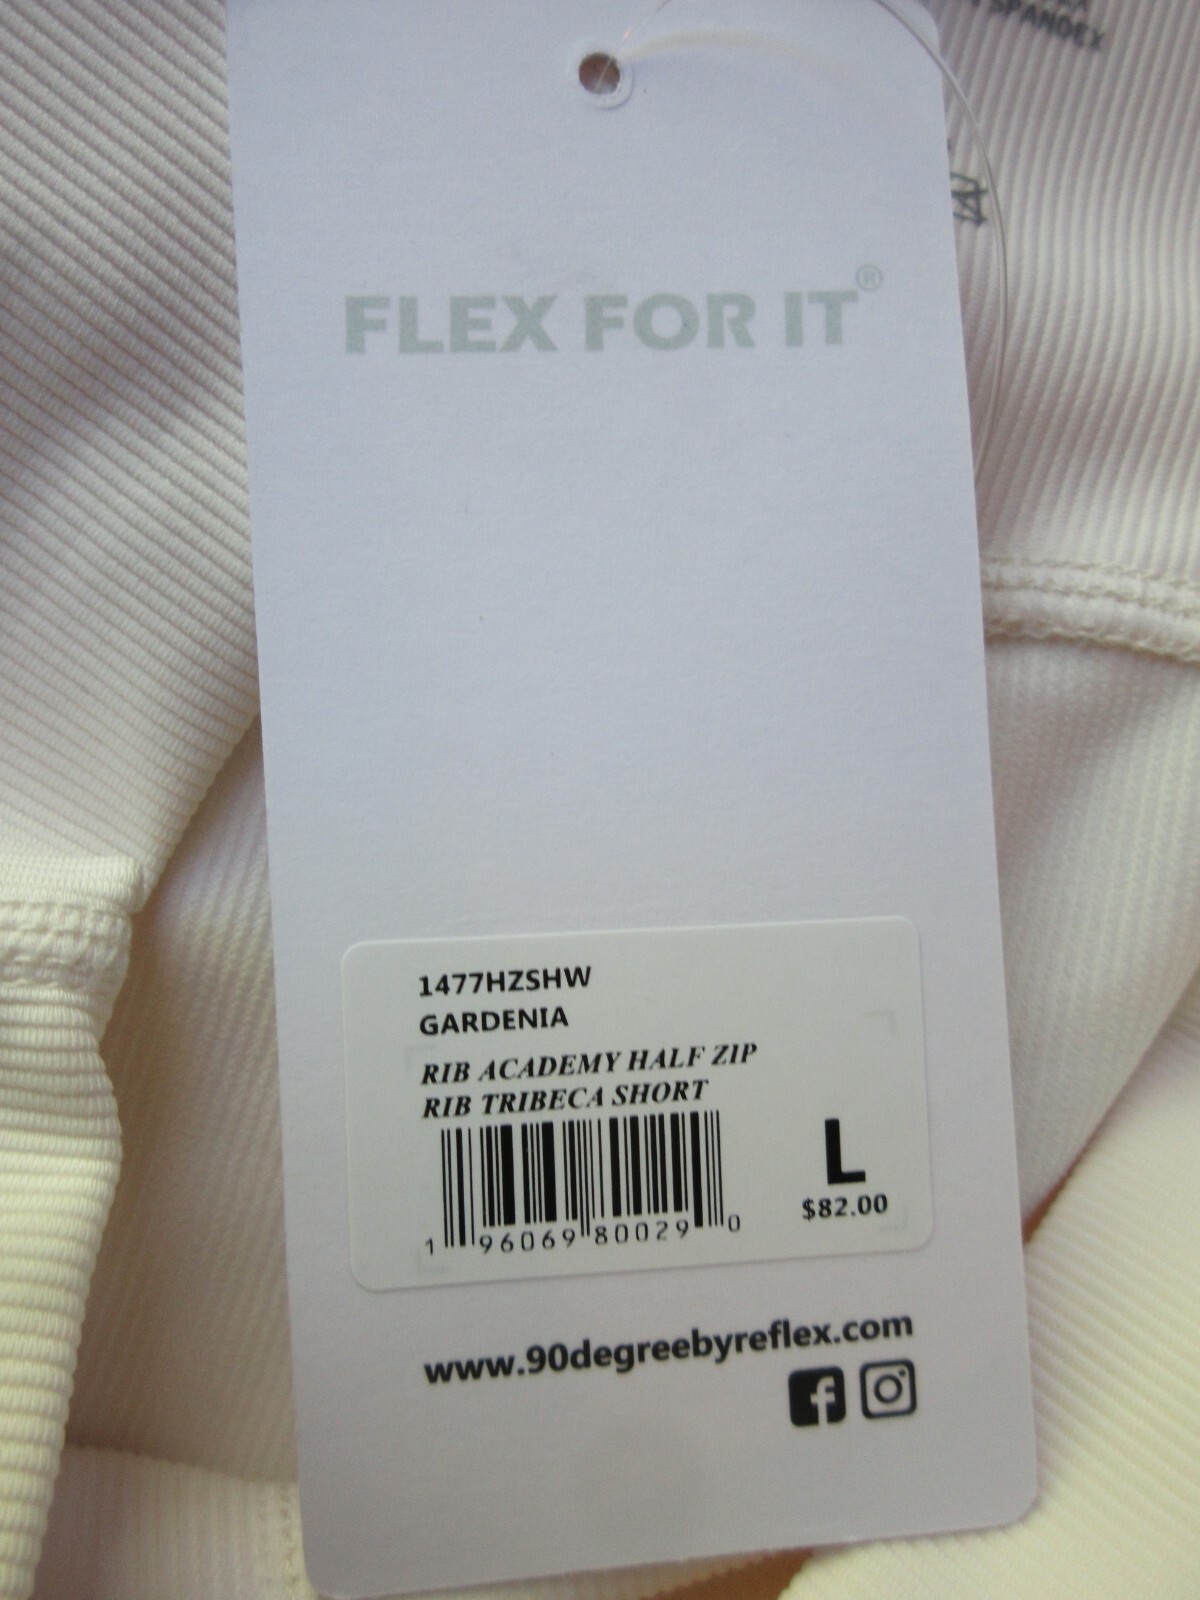 SPANDEX
FLEX FOR IT®
1477HZSHW
GARDENIA
RIB ACADEMY HALF ZIP
RIB TRIBECA SHORT
L
$82.00
1 96069 80029 0
www.90degreebyreflex.com